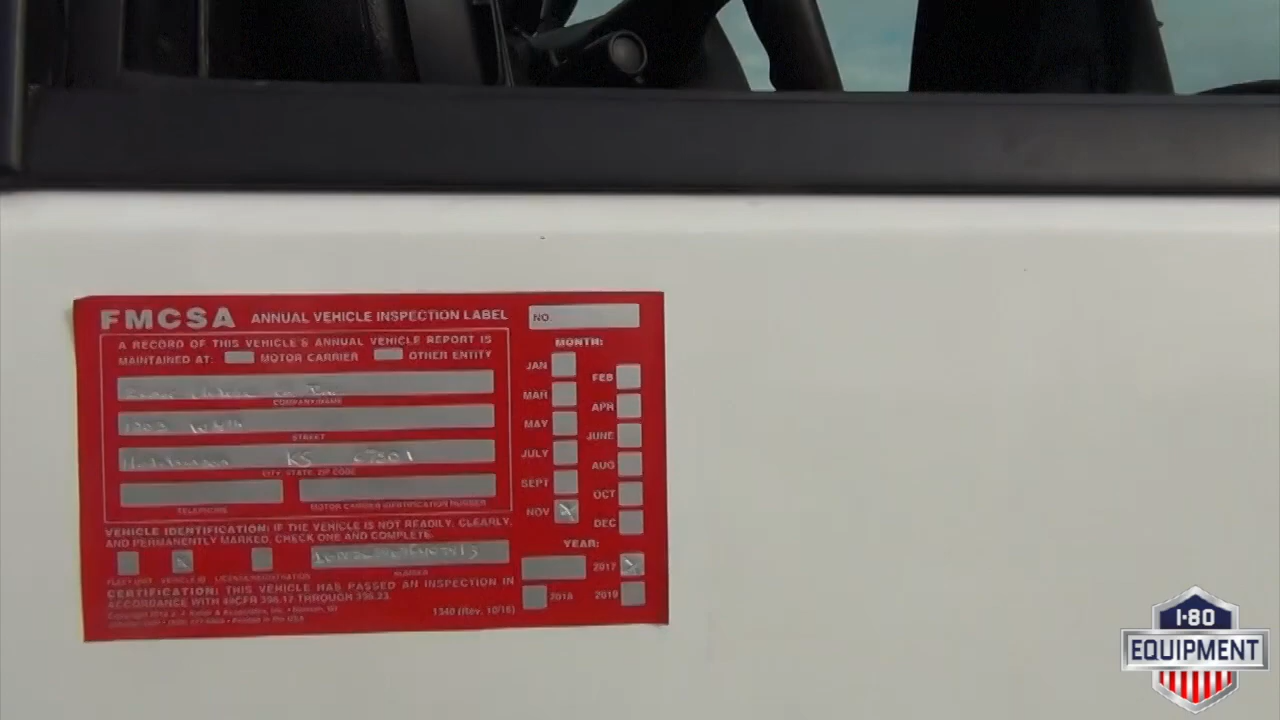 FMCSA ANNUAL VEHICLE INSPECTION LABEL
NO.
A RECORD OF THIS VEHICLE'S ANNUAL VEHICLE REPORT IS
MAINTAINED AT: MOTOR CARRIER OTHER ENTITY
COMPANY NAME
STREET
KS 67501
CITY, STATE, ZIP CODE
TELEPHONE MOTOR CARRIER IDENTIFICATION NUMBER
VEHICLE IDENTIFICATION: IF THE VEHICLE IS NOT READILY, CLEARLY,
AND PERMANENTLY MARKED, CHECK ONE AND COMPLETE.
FLEET UNIT VEHICLE ID LICENSE/REGISTRATION
CERTIFICATION: THIS VEHICLE HAS PASSED AN INSPECTION IN
ACCORDANCE WITH 49CFR 396.17 THROUGH 396.23.
1340 (Rev. 10/16)
MONTH:
JAN FEB
MAR APR
MAY JUNE
JULY AUG
SEPT OCT
NOV X DEC
YEAR:
2017 X
2018 2019
I-80
EQUIPMENT